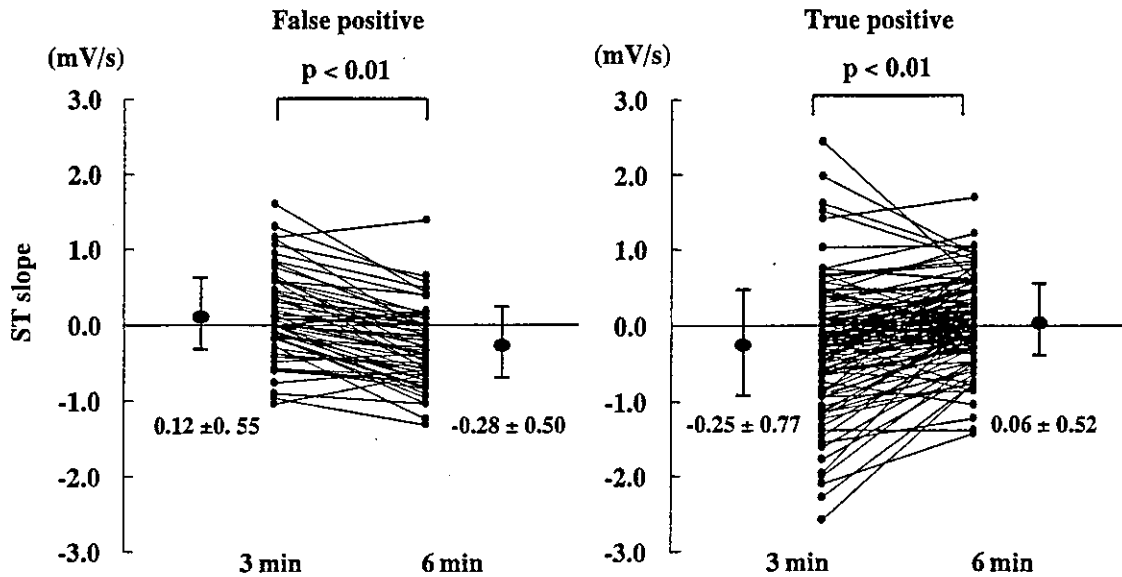 False positive
(mV/s)
p < 0.01
3.0
2.0
1.0
0.0
-1.0
-2.0
-3.0
ST slope
0.12 ±0. 55
-0.28 ± 0.50
3 min
6 min
True positive
(mV/s)
p < 0.01
3.0
2.0
1.0
0.0
-1.0
-2.0
-3.0
-0.25 ± 0.77
0.06 ± 0.52
3 min
6 min